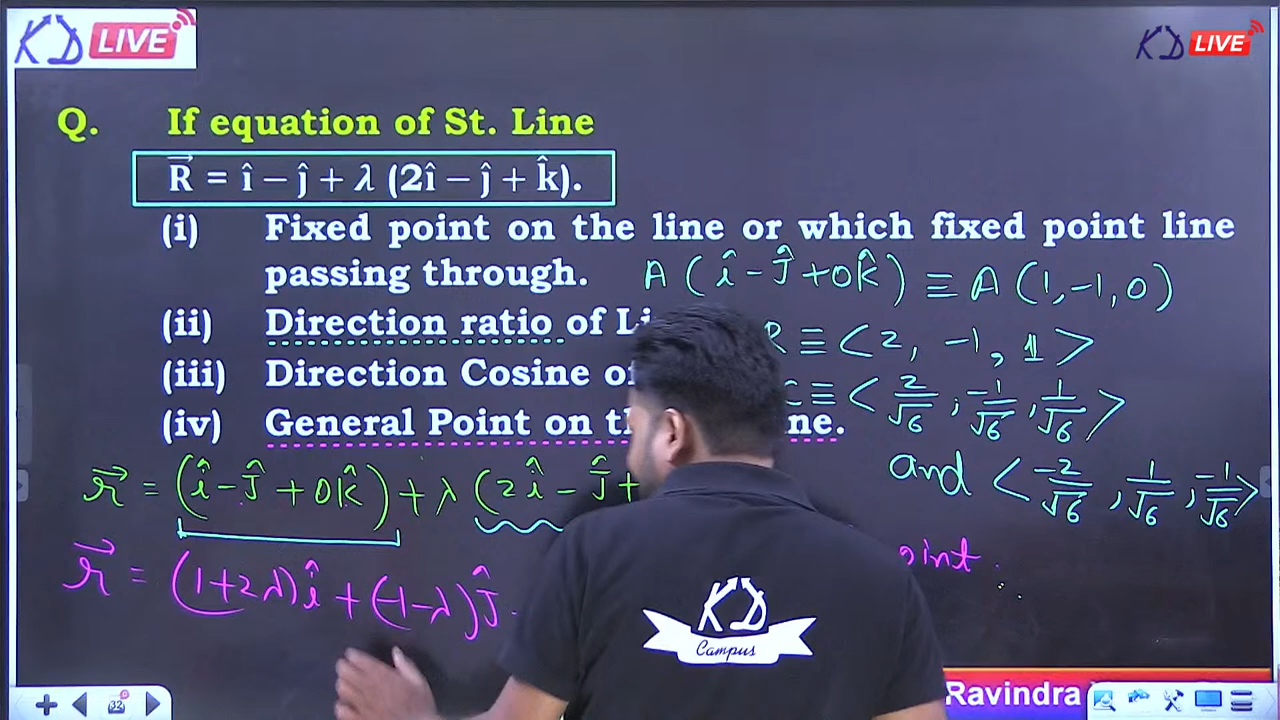 KD LIVE
KD LIVE
Q. If equation of St. Line
R⃗ = î – ĵ + λ (2î – ĵ + k̂).
(i) Fixed point on the line or which fixed point line
passing through. A (î - ĵ + 0k̂) ≡ A (1, -1, 0)
(ii) Direction ratio of Li R ≡ < 2, -1, 1 >
(iii) Direction Cosine of C ≡ < 2/√6, -1/√6, 1/√6 >
(iv) General Point on th ne.
and < -2/√6, 1/√6, -1/√6 >
r⃗ = (î - ĵ + 0k̂) + λ (2î - ĵ +
oint
r⃗ = (1+2λ)î + (-1-λ)ĵ
KD
Campus
Ravindra
32